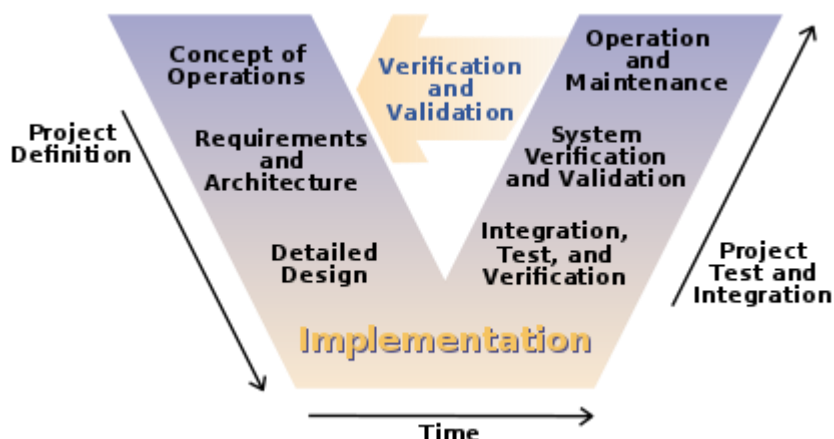 Concept of
Operations
Verification
and
Validation
Operation
and
Maintenance
Project
Definition
Requirements
and
Architecture
System
Verification
and Validation
Detailed
Design
Integration,
Test, and
Verification
Project
Test and
Integration
Implementation
Time